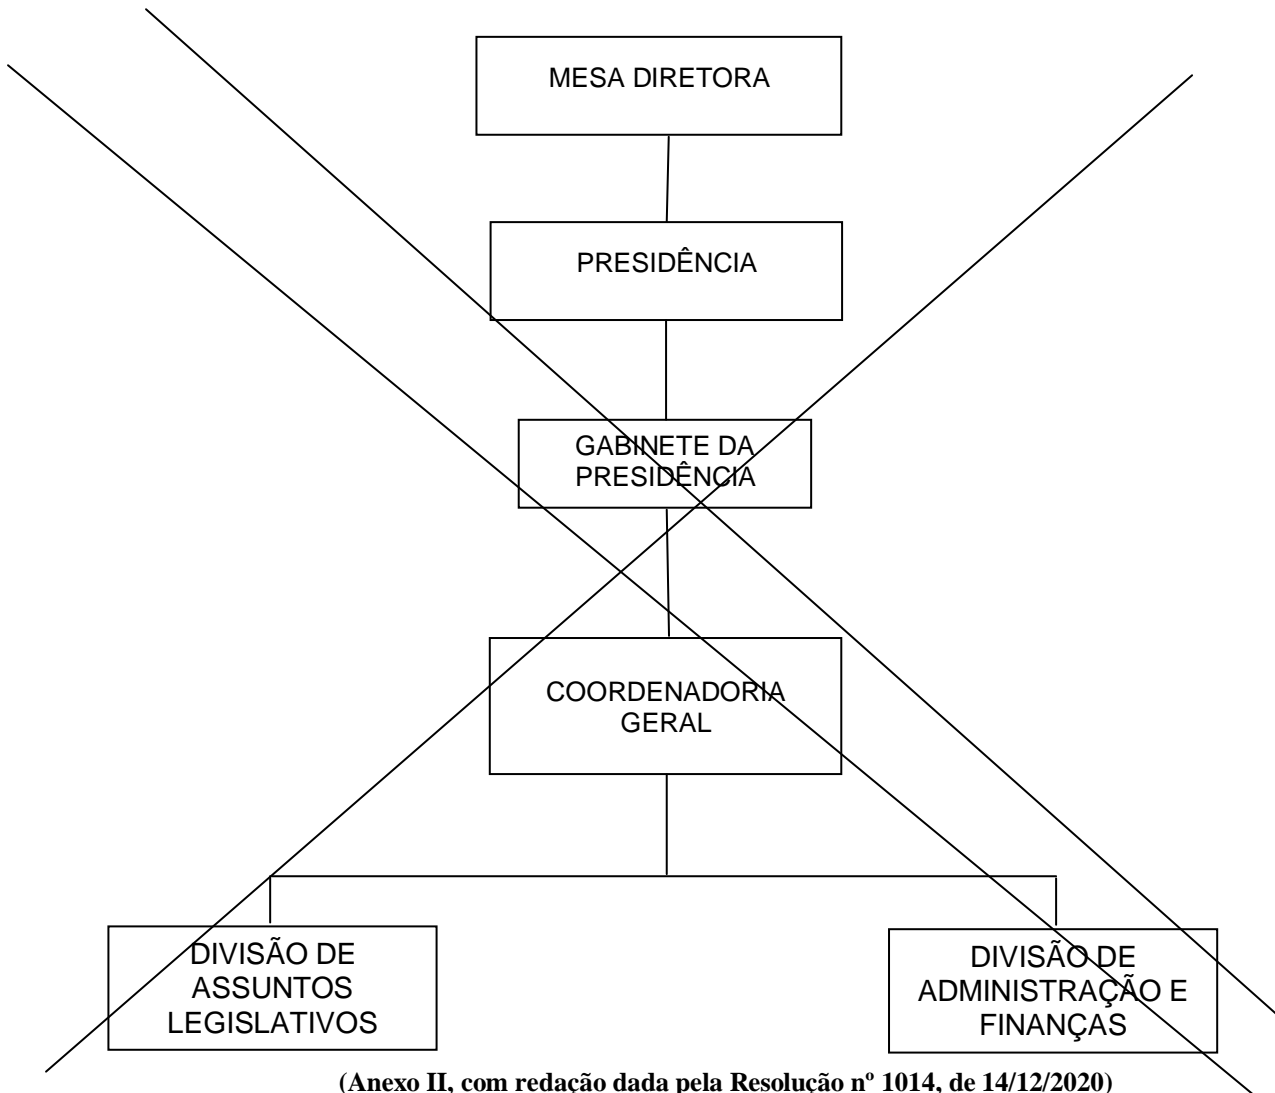 MESA DIRETORA
PRESIDÊNCIA
GABINETE DA
PRESIDÊNCIA
COORDENADORIA
GERAL
DIVISÃO DE
ASSUNTOS
LEGISLATIVOS
DIVISÃO DE
ADMINISTRAÇÃO E
FINANÇAS
(Anexo II, com redação dada pela Resolução nº 1014, de 14/12/2020)